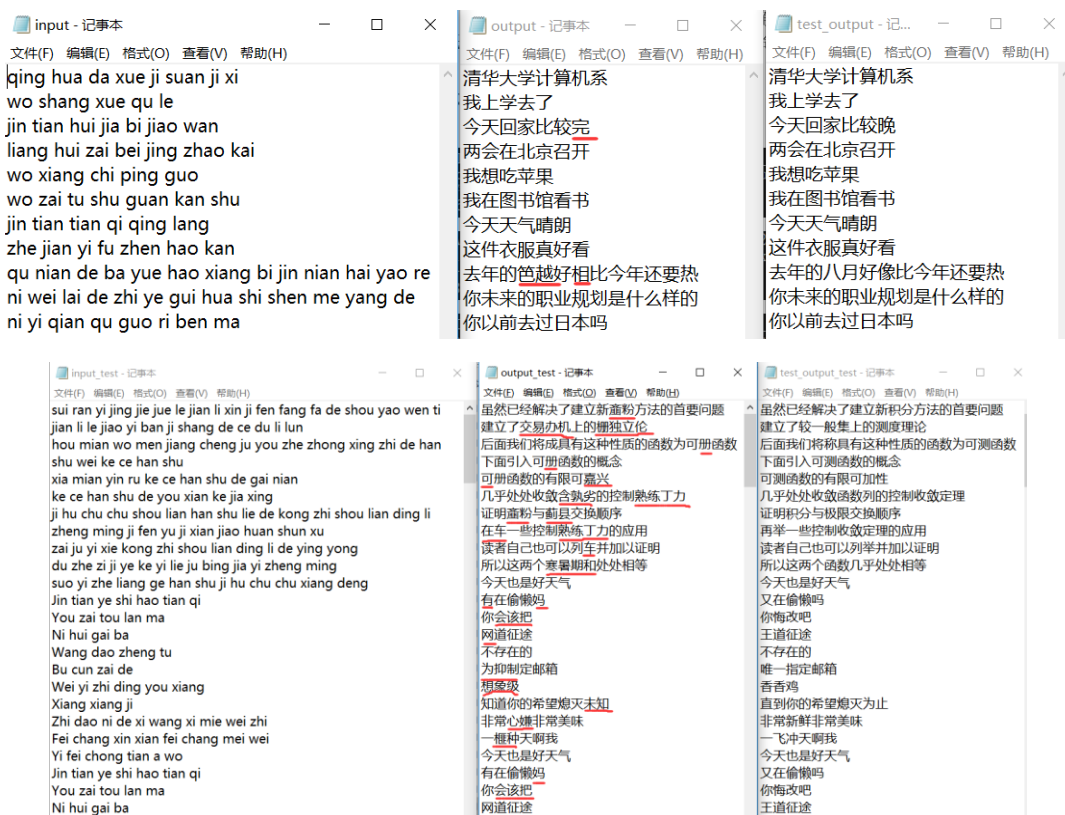 input - 记事本
文件(F) 编辑(E) 格式(O) 查看(V) 帮助(H)
qing hua da xue ji suan ji xi
wo shang xue qu le
jin tian hui jia bi jiao wan
liang hui zai bei jing zhao kai
wo xiang chi ping guo
wo zai tu shu guan kan shu
jin tian tian qi qing lang
zhe jian yi fu zhen hao kan
qu nian de ba yue hao xiang bi jin nian hai yao re
ni wei lai de zhi ye gui hua shi shen me yang de
ni yi qian qu guo ri ben ma
output - 记事本
文件(F) 编辑(E) 格式(O) 查看(V) 帮助(H)
清华大学计算机系
我上学去了
今天回家比较完
两会在北京召开
我想吃苹果
我在图书馆看书
今天天气晴朗
这件衣服真好看
去年的笆越好相比今年还要热
你未来的职业规划是什么样的
你以前去过日本吗
test_output - 记...
文件(F) 编辑(E) 格式(O) 查看(V) 帮助(H)
清华大学计算机系
我上学去了
今天回家比较晚
两会在北京召开
我想吃苹果
我在图书馆看书
今天天气晴朗
这件衣服真好看
去年的八月好像比今年还要热
你未来的职业规划是什么样的
你以前去过日本吗
input_test - 记事本
文件(F) 编辑(E) 格式(O) 查看(V) 帮助(H)
sui ran yi jing jie jue le jian li xin ji fen fang fa de shou yao wen ti
jian li le jiao yi ban ji shang de ce du li lun
hou mian wo men jiang cheng ju you zhe zhong xing zhi de han
shu wei ke ce han shu
xia mian yin ru ke ce han shu de gai nian
ke ce han shu de you xian ke jia xing
ji hu chu chu shou lian han shu lie de kong zhi shou lian ding li
zheng ming ji fen yu ji xian jiao huan shun xu
zai ju yi xie kong zhi shou lian ding li de ying yong
du zhe zi ji ye ke yi lie ju bing jia yi zheng ming
suo yi zhe liang ge han shu ji hu chu chu xiang deng
Jin tian ye shi hao tian qi
You zai tou lan ma
Ni hui gai ba
Wang dao zheng tu
Bu cun zai de
Wei yi zhi ding you xiang
Xiang xiang ji
Zhi dao ni de xi wang xi mie wei zhi
Fei chang xin xian fei chang mei wei
Yi fei chong tian a wo
Jin tian ye shi hao tian qi
You zai tou lan ma
Ni hui gai ba
output_test - 记事本
文件(F) 编辑(E) 格式(O) 查看(V) 帮助(H)
虽然已经解决了建立新齑粉方法的首要问题
建立了交易办机上的栅独立伦
后面我们将成具有这种性质的函数为可册函数
下面引入可册函数的概念
可册函数的有限可嘉兴
几乎处处收敛含孰劣的控制熟练丁力
证明齑粉与蓟县交换顺序
在车一些控制熟练丁力的应用
读者自己也可以列车并加以证明
所以这两个寒暑期和处处相等
今天也是好天气
有在偷懒妈
你会该把
网道征途
不存在的
为抑制定邮箱
想象级
知道你的希望熄灭未知
非常心嫌非常美味
一榧种天啊我
今天也是好天气
有在偷懒妈
你会该把
网道征途
test_output_test - 记事本
文件(F) 编辑(E) 格式(O) 查看(V) 帮助(H)
虽然已经解决了建立新积分方法的首要问题
建立了较一般集上的测度理论
后面我们将称具有这种性质的函数为可测函数
下面引入可测函数的概念
可测函数的有限可加性
几乎处处收敛函数列的控制收敛定理
证明积分与极限交换顺序
再举一些控制收敛定理的应用
读者自己也可以列举并加以证明
所以这两个函数几乎处处相等
今天也是好天气
又在偷懒吗
你悔改吧
王道征途
不存在的
唯一指定邮箱
香香鸡
直到你的希望熄灭为止
非常新鲜非常美味
一飞冲天啊我
今天也是好天气
又在偷懒吗
你悔改吧
王道征途